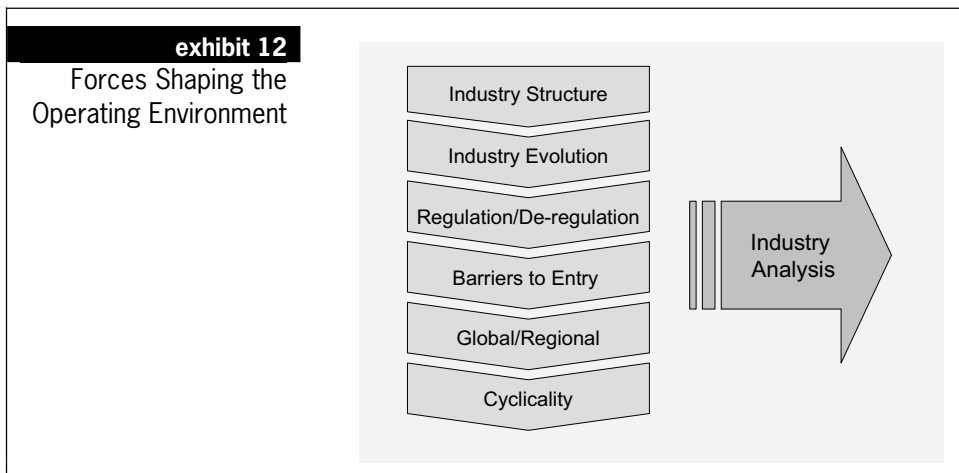 exhibit 12
Forces Shaping the
Operating Environment
Industry Structure
Industry Evolution
Regulation/De-regulation
Barriers to Entry
Global/Regional
Cyclicality
Industry
Analysis